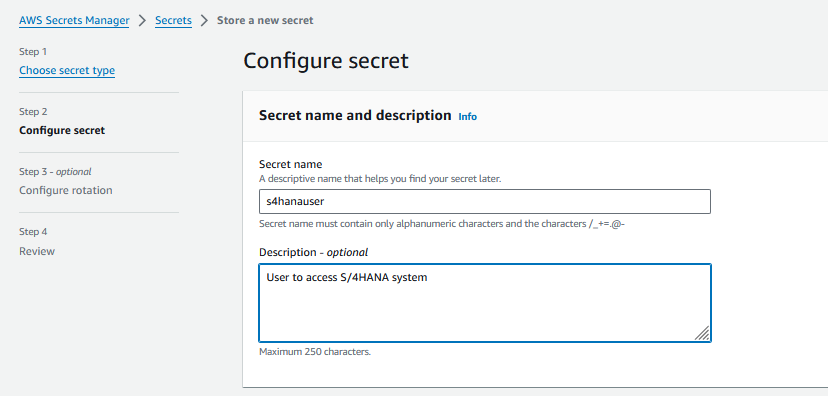 AWS Secrets Manager > Secrets > Store a new secret
Step 1
Choose secret type
Step 2
Configure secret
Step 3 - optional
Configure rotation
Step 4
Review
Configure secret
Secret name and description Info
Secret name
A descriptive name that helps you find your secret later.
s4hanauser
Secret name must contain only alphanumeric characters and the characters /_+=.@-
Description - optional
User to access S/4HANA system
Maximum 250 characters.